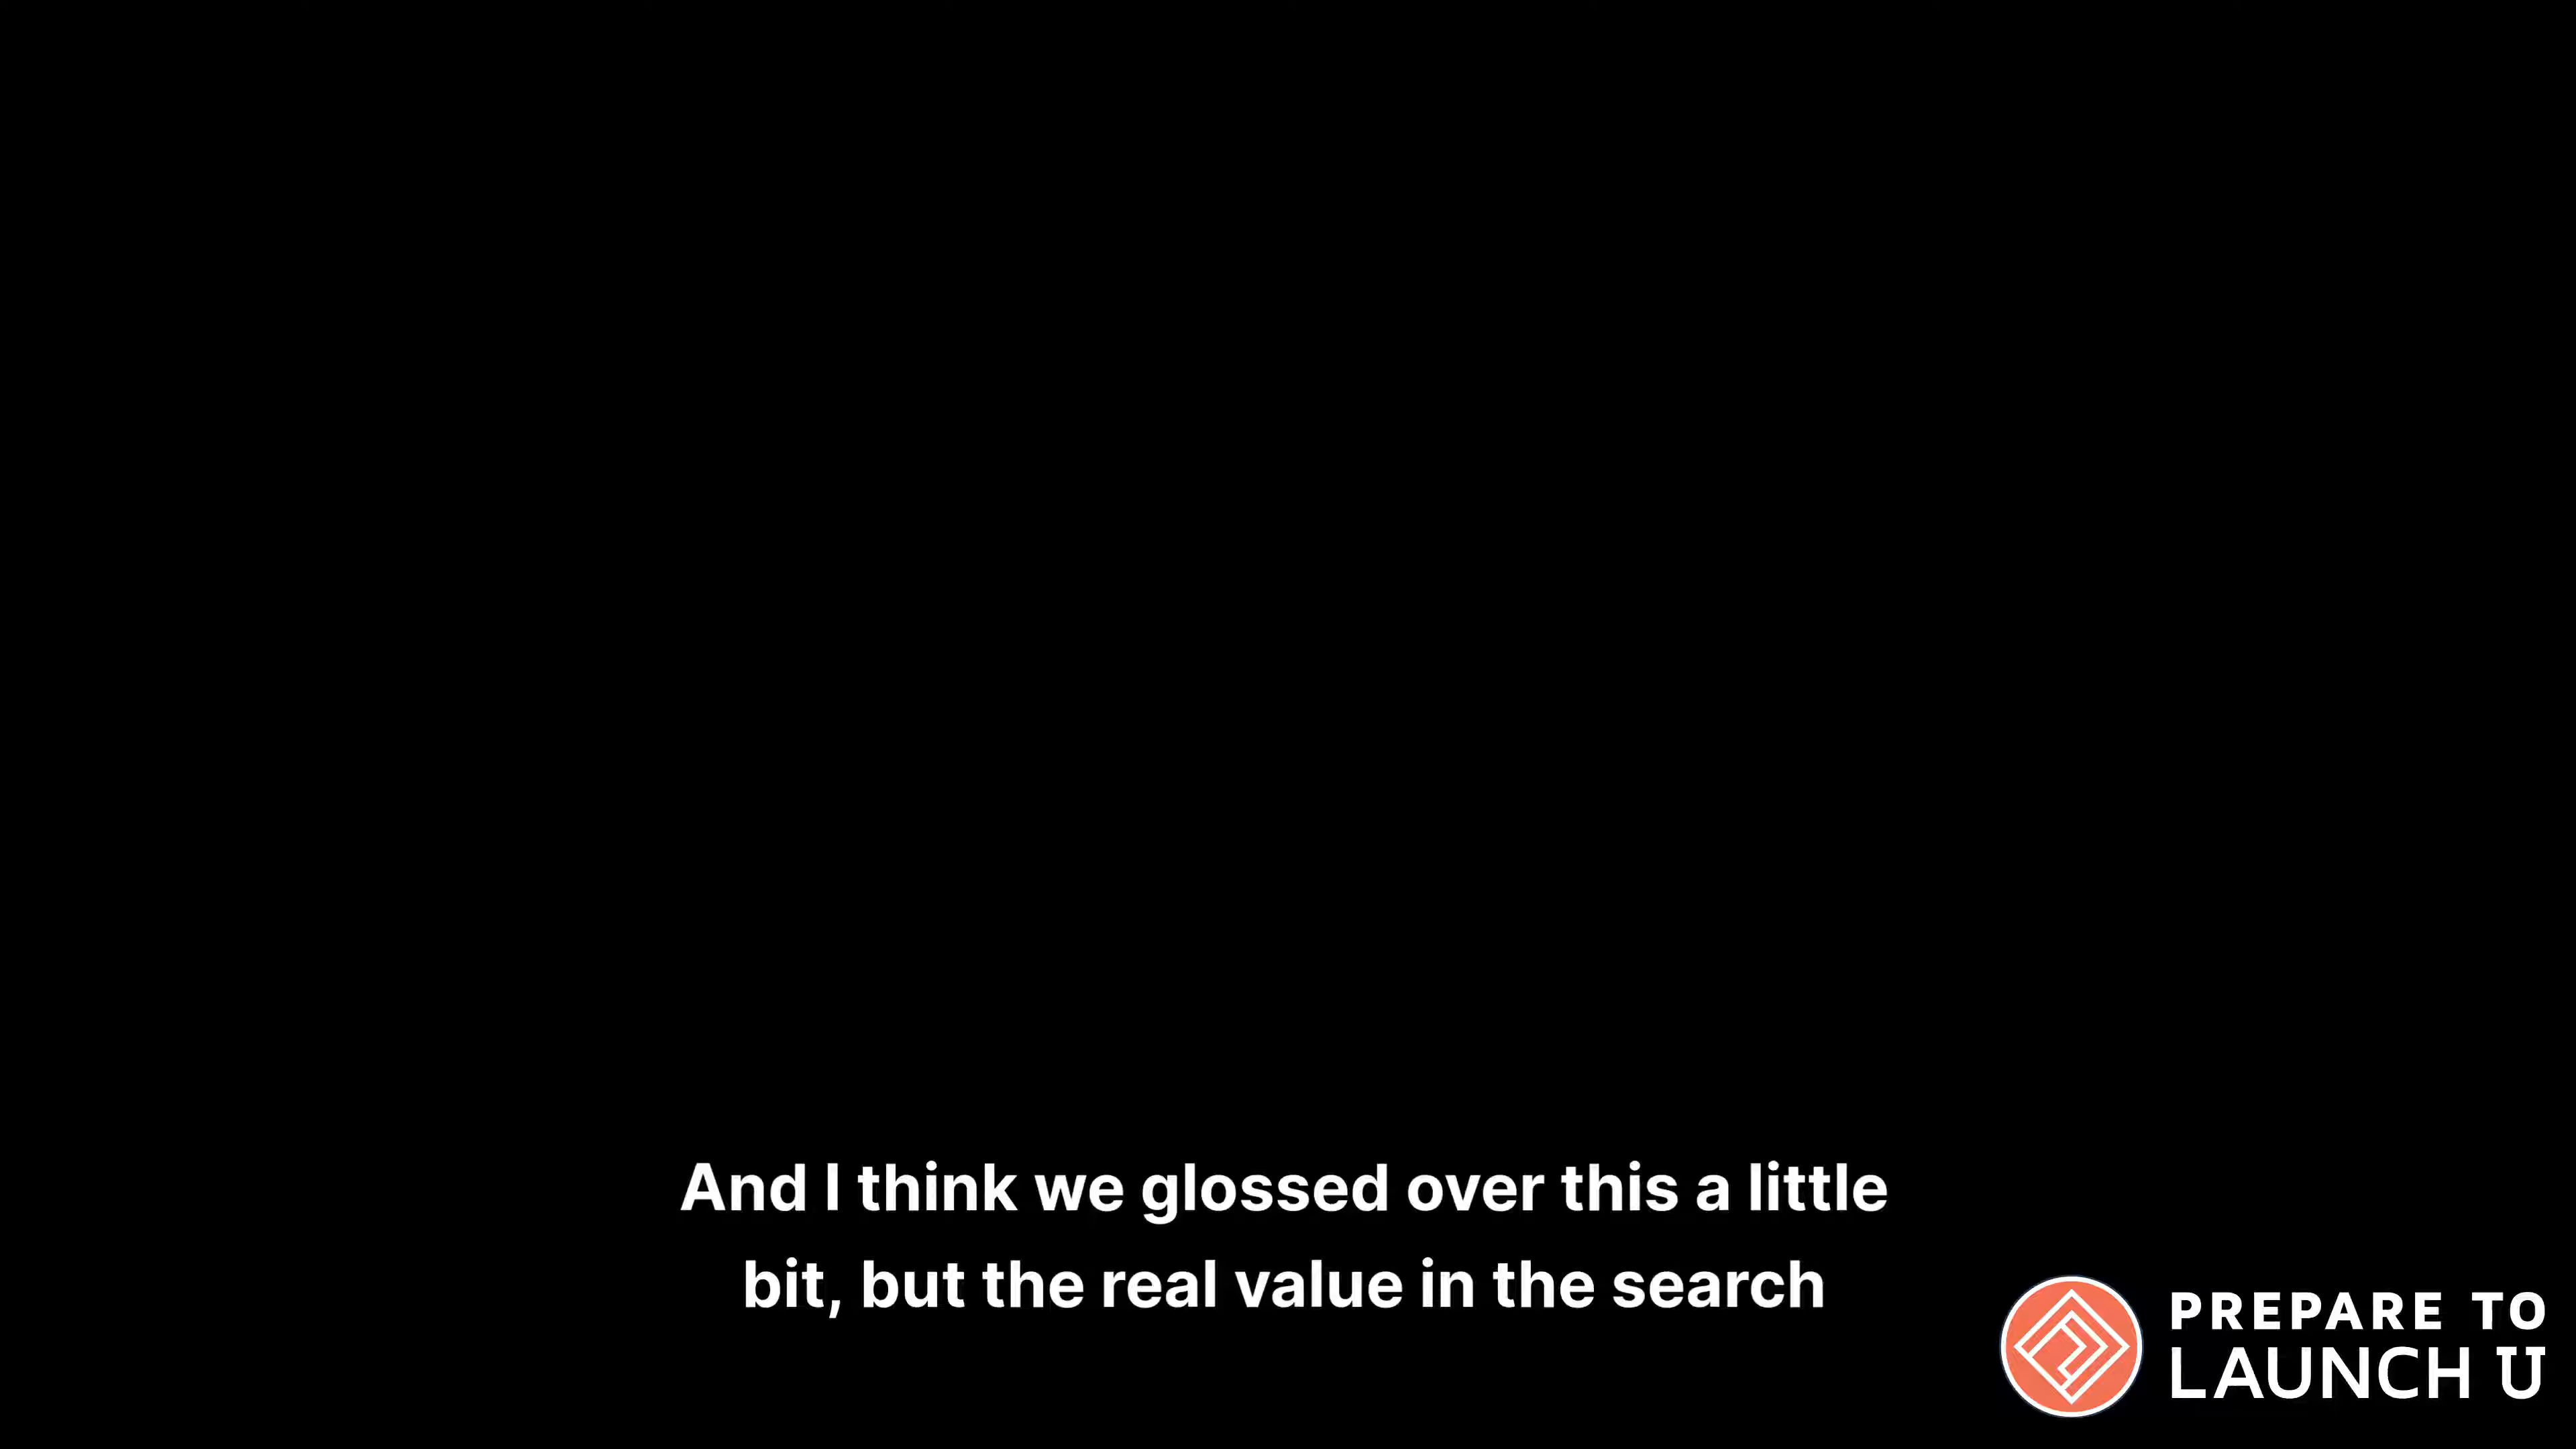 And I think we glossed over this a little
bit, but the real value in the search
PREPARE TO
LAUNCH U